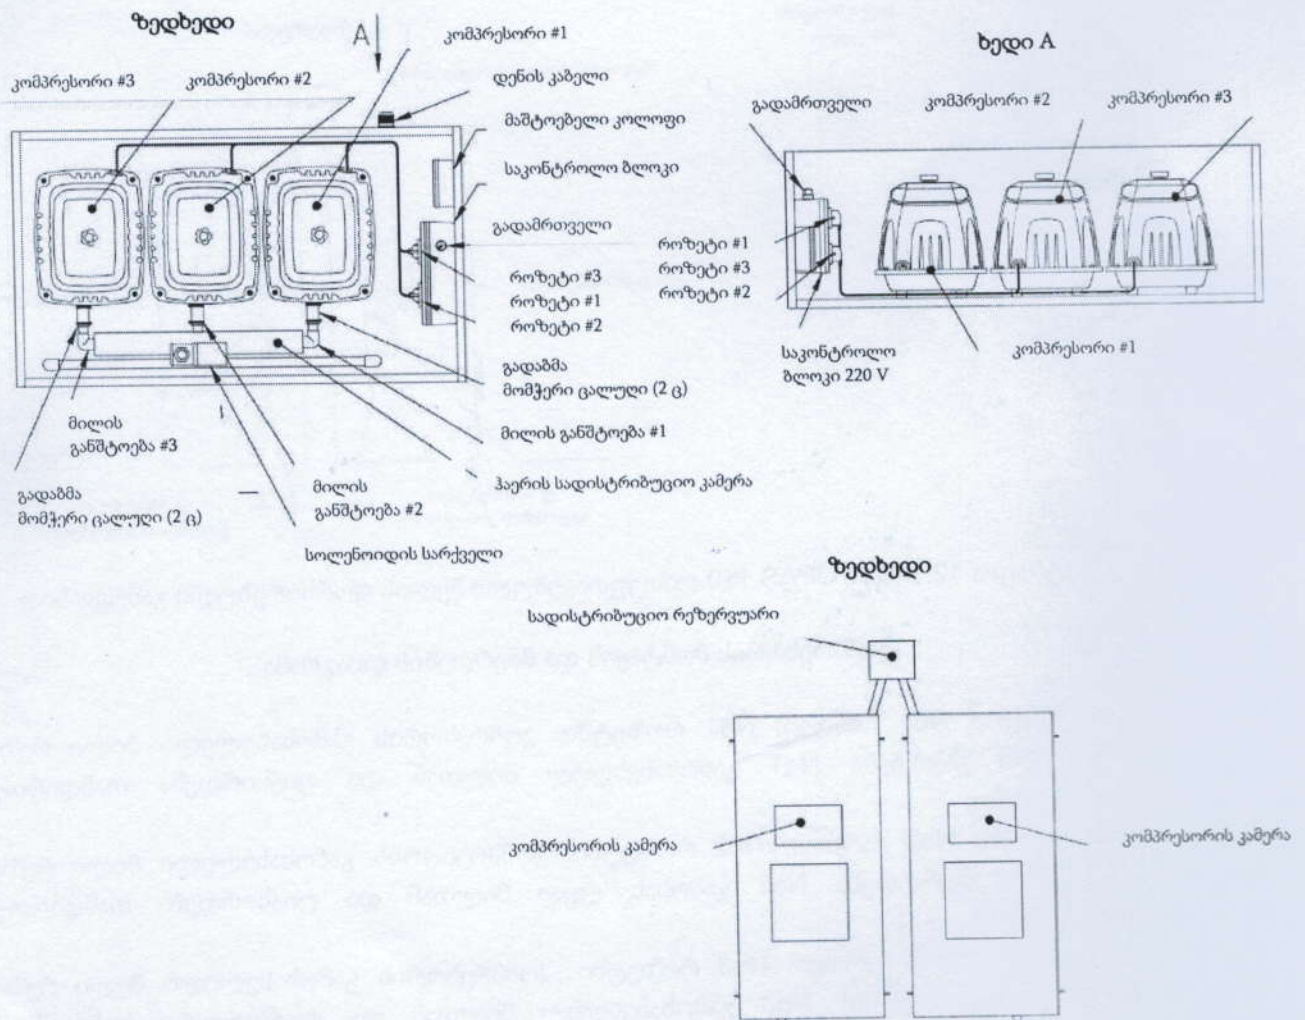 ზედხედი
A
კომპრესორი #1
კომპრესორი #3
კომპრესორი #2
დენის კაბელი
მაშტოებელი კოლოფი
საკონტროლო ბლოკი
გადამრთველი
როზეტი #3
როზეტი #1
როზეტი #2
გადაბმა
მომჭერი ცალუღი (2 ც)
მილის განშტოება #1
ჰაერის სადისტრიბუციო კამერა
მილის
განშტოება #3
გადაბმა
მომჭერი ცალუღი (2 ც)
მილის
განშტოება #2
სოლენოიდის სარქველი
ხედი A
გადამრთველი
კომპრესორი #2
კომპრესორი #3
როზეტი #1
როზეტი #3
როზეტი #2
საკონტროლო
ბლოკი 220 V
კომპრესორი #1
ზედხედი
სადისტრიბუციო რეზერვუარი
კომპრესორის კამერა
კომპრესორის კამერა